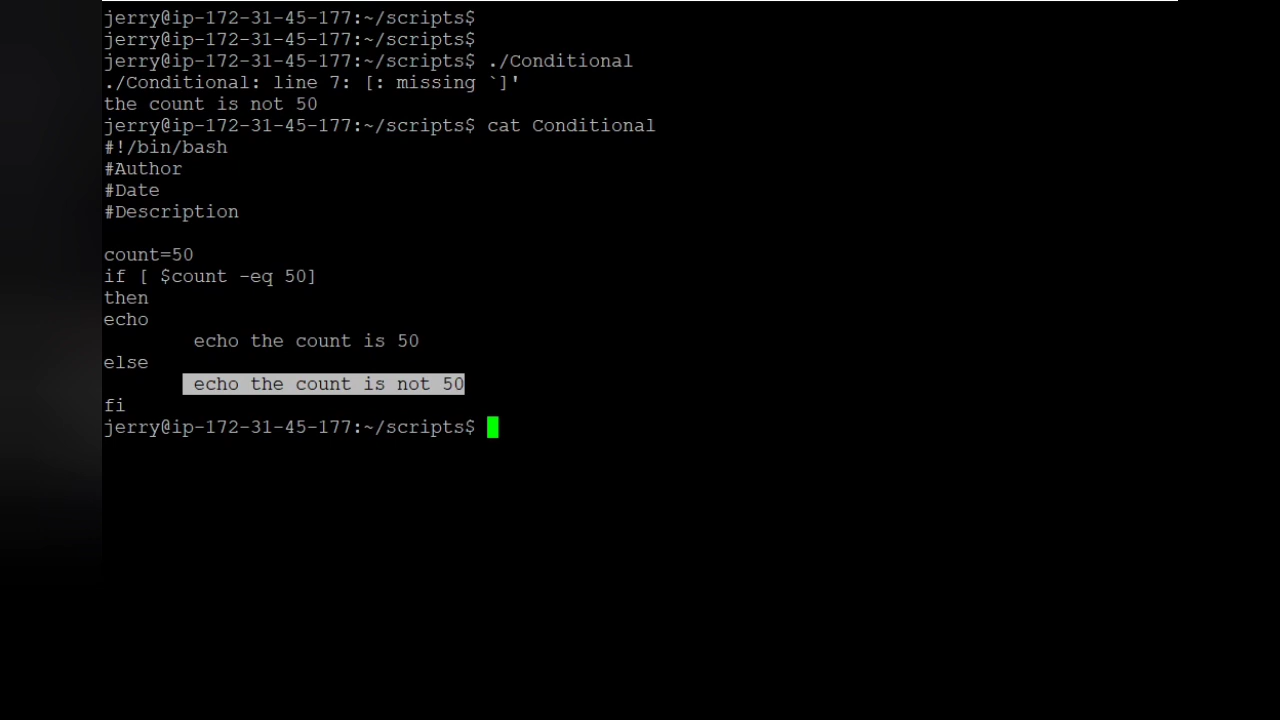 jerry@ip-172-31-45-177:~/scripts$
jerry@ip-172-31-45-177:~/scripts$
jerry@ip-172-31-45-177:~/scripts$ ./Conditional
./Conditional: line 7: [: missing `]'
the count is not 50
jerry@ip-172-31-45-177:~/scripts$ cat Conditional
#!/bin/bash
#Author
#Date
#Description
count=50
if [ $count -eq 50]
then
echo
echo the count is 50
else
echo the count is not 50
fi
jerry@ip-172-31-45-177:~/scripts$